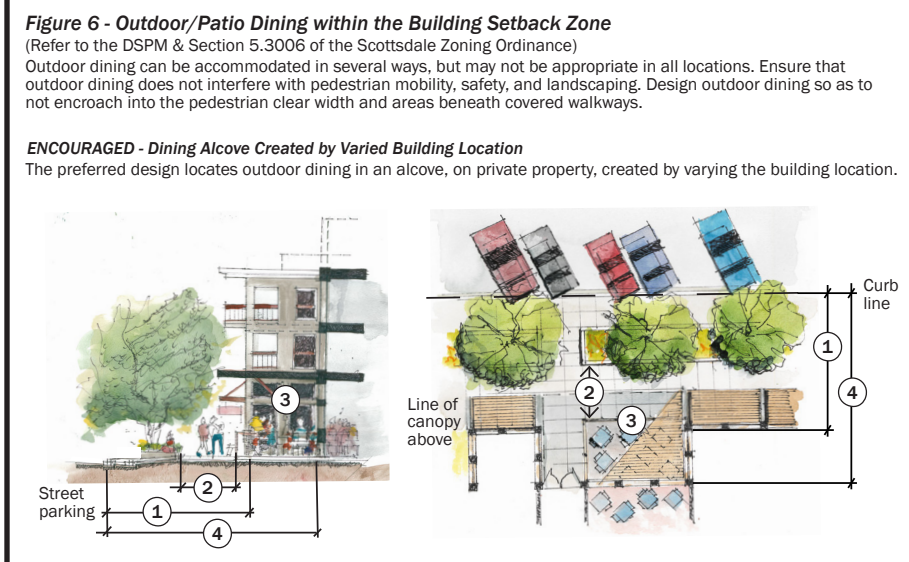 Figure 6 - Outdoor/Patio Dining within the Building Setback Zone
(Refer to the DSPM & Section 5.3006 of the Scottsdale Zoning Ordinance)
Outdoor dining can be accommodated in several ways, but may not be appropriate in all locations. Ensure that
outdoor dining does not interfere with pedestrian mobility, safety, and landscaping. Design outdoor dining so as to
not encroach into the pedestrian clear width and areas beneath covered walkways.
ENCOURAGED - Dining Alcove Created by Varied Building Location
The preferred design locates outdoor dining in an alcove, on private property, created by varying the building location.
3
Street
parking
2
1
4
Curb
line
1
2
4
3
Line of
canopy
above